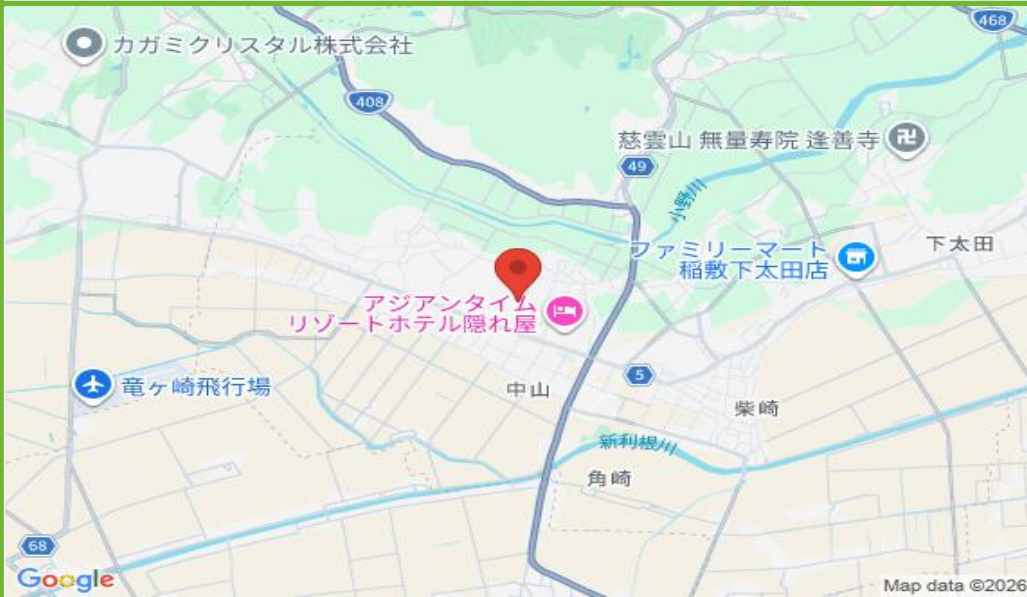 468
カガミクリスタル株式会社
408
慈雲山 無量寿院 逢善寺
49
小野川
ファミリーマート
稲敷下太田店
下太田
アジアンタイム
リゾートホテル隠れ屋
竜ヶ崎飛行場
中山
5
柴崎
新利根川
角崎
68
Google
Map data ©2026